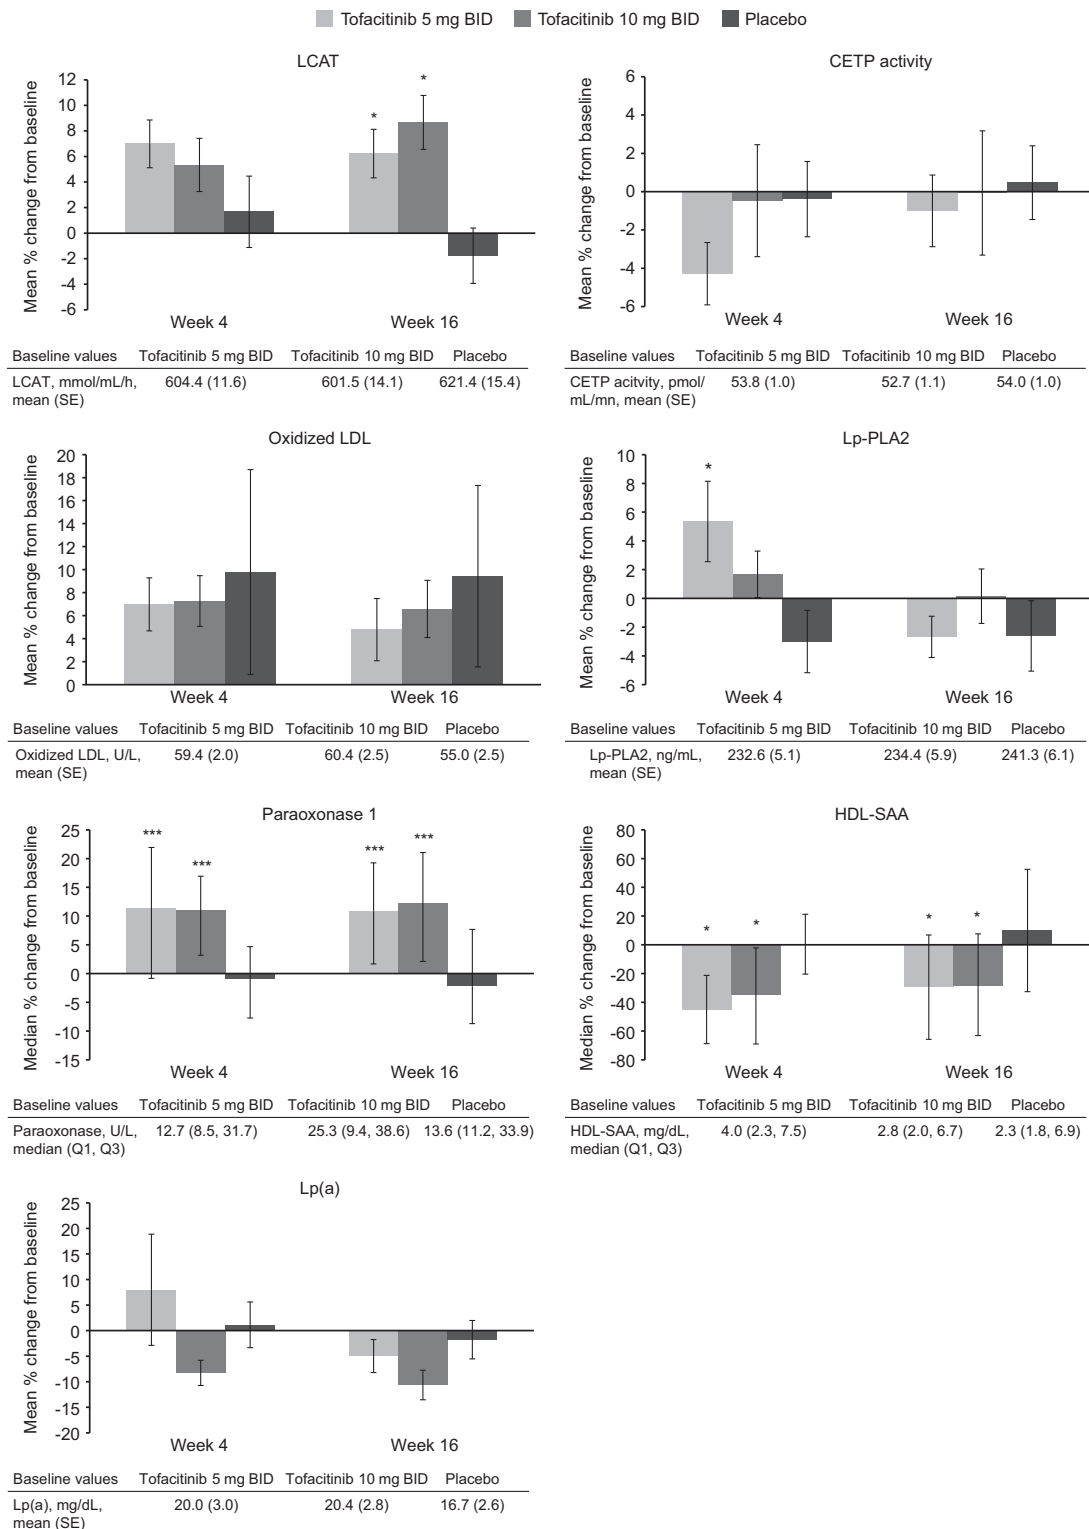 Tofacitinib 5 mg BID Tofacitinib 10 mg BID Placebo
LCAT
Mean % change from baseline
12
10
8
6
4
2
0
-2
-4
-6
*
*
Week 4 Week 16
Baseline values Tofacitinib 5 mg BID Tofacitinib 10 mg BID Placebo
LCAT, mmol/mL/h, 604.4 (11.6) 601.5 (14.1) 621.4 (15.4)
mean (SE)
CETP activity
Mean % change from baseline
6
4
2
0
-2
-4
-6
Week 4 Week 16
Baseline values Tofacitinib 5 mg BID Tofacitinib 10 mg BID Placebo
CETP acitvity, pmol/ 53.8 (1.0) 52.7 (1.1) 54.0 (1.0)
mL/mn, mean (SE)
Oxidized LDL
Mean % change from baseline
20
18
16
14
12
10
8
6
4
2
0
Week 4 Week 16
Baseline values Tofacitinib 5 mg BID Tofacitinib 10 mg BID Placebo
Oxidized LDL, U/L, 59.4 (2.0) 60.4 (2.5) 55.0 (2.5)
mean (SE)
Lp-PLA2
Mean % change from baseline
10
8
6
4
2
0
-2
-4
-6
*
Week 4 Week 16
Baseline values Tofacitinib 5 mg BID Tofacitinib 10 mg BID Placebo
Lp-PLA2, ng/mL, 232.6 (5.1) 234.4 (5.9) 241.3 (6.1)
mean (SE)
Paraoxonase 1
Median % change from baseline
25
20
15
10
5
0
-5
-10
-15
*** *** *** ***
Week 4 Week 16
Baseline values Tofacitinib 5 mg BID Tofacitinib 10 mg BID Placebo
Paraoxonase, U/L, 12.7 (8.5, 31.7) 25.3 (9.4, 38.6) 13.6 (11.2, 33.9)
median (Q1, Q3)
HDL-SAA
Median % change from baseline
80
60
40
20
0
-20
-40
-60
-80
* * * *
Week 4 Week 16
Baseline values Tofacitinib 5 mg BID Tofacitinib 10 mg BID Placebo
HDL-SAA, mg/dL, 4.0 (2.3, 7.5) 2.8 (2.0, 6.7) 2.3 (1.8, 6.9)
median (Q1, Q3)
Lp(a)
Mean % change from baseline
25
20
15
10
5
0
-5
-10
-15
-20
Week 4 Week 16
Baseline values Tofacitinib 5 mg BID Tofacitinib 10 mg BID Placebo
Lp(a), mg/dL, 20.0 (3.0) 20.4 (2.8) 16.7 (2.6)
mean (SE)